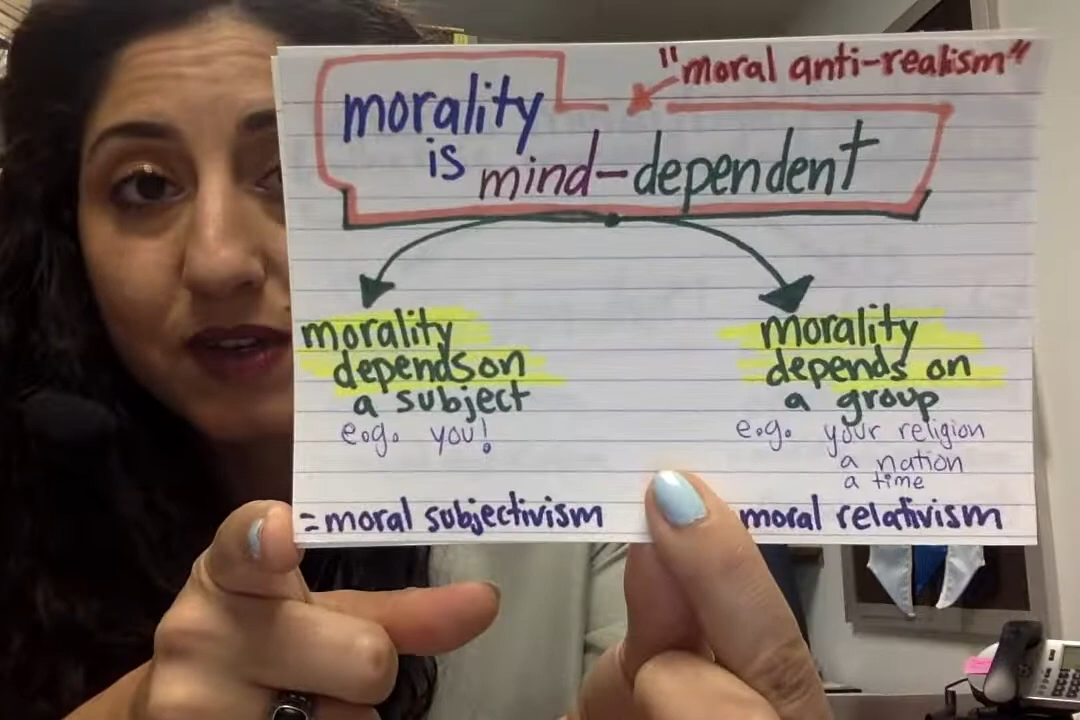 "moral anti-realism"
morality
is mind-dependent
morality
depends on
a subject
e.g. you!
= moral subjectivism
morality
depends on
a group
e.g. your religion
a nation
a time
moral relativism